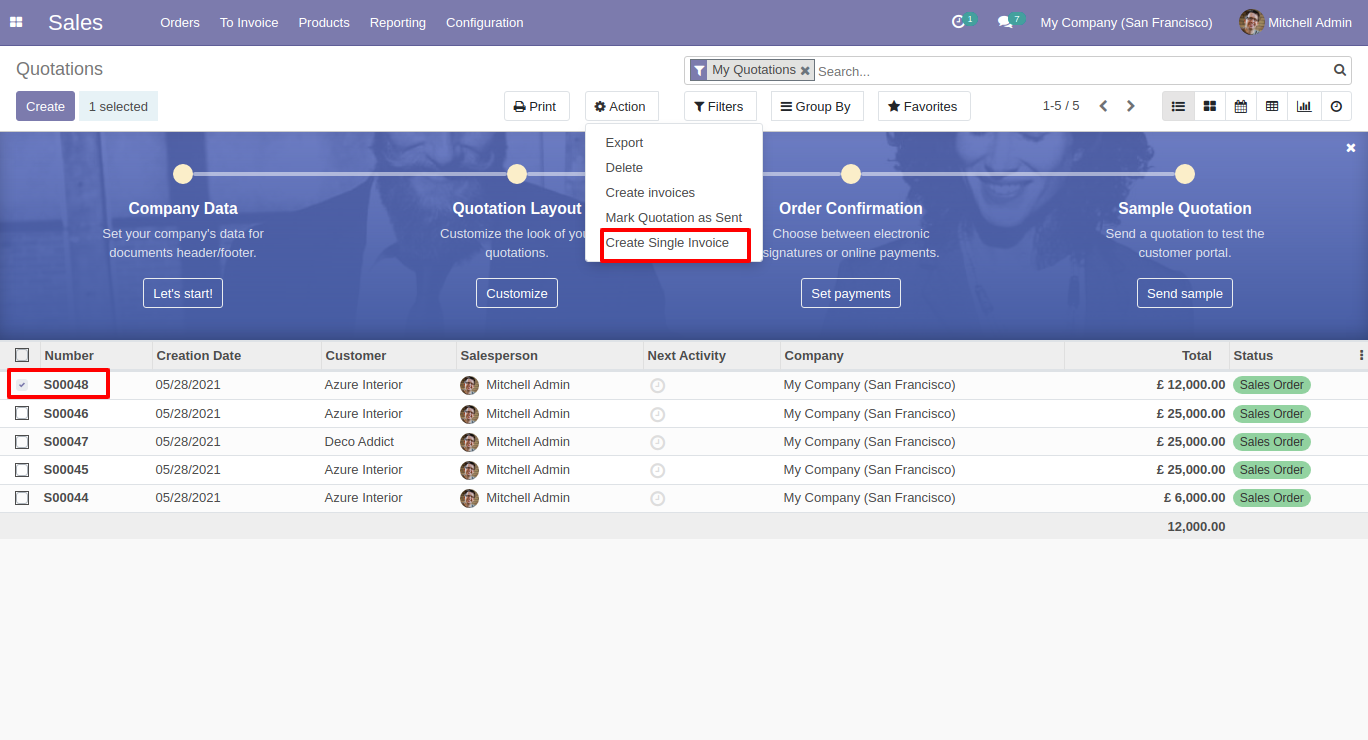 Sales Orders To Invoice Products Reporting Configuration 1 7 My Company (San Francisco) Mitchell Admin
Quotations My Quotations Search...
Create 1 selected Print Action Filters Group By Favorites 1-5 / 5
Export
Delete
Create invoices
Mark Quotation as Sent
Create Single Invoice
Company Data
Set your company's data for
documents header/footer.
Let's start!
Quotation Layout
Customize the look of you
quotations.
Customize
Order Confirmation
Choose between electronic
signatures or online payments.
Set payments
Sample Quotation
Send a quotation to test the
customer portal.
Send sample
Number Creation Date Customer Salesperson Next Activity Company Total Status
S00048 05/28/2021 Azure Interior Mitchell Admin My Company (San Francisco) £ 12,000.00 Sales Order
S00046 05/28/2021 Azure Interior Mitchell Admin My Company (San Francisco) £ 25,000.00 Sales Order
S00047 05/28/2021 Deco Addict Mitchell Admin My Company (San Francisco) £ 25,000.00 Sales Order
S00045 05/28/2021 Azure Interior Mitchell Admin My Company (San Francisco) £ 25,000.00 Sales Order
S00044 05/28/2021 Azure Interior Mitchell Admin My Company (San Francisco) £ 6,000.00 Sales Order
12,000.00